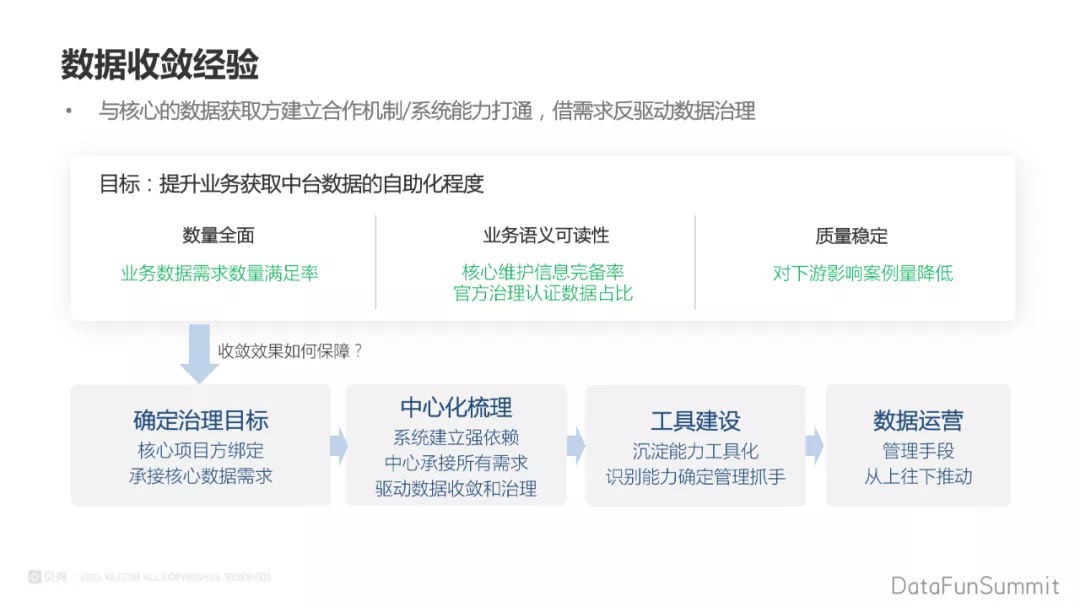 数据收敛经验
• 与核心的数据获取方建立合作机制/系统能力打通，借需求反驱动数据治理
目标：提升业务获取中台数据的自助化程度
数量全面
业务数据需求数量满足率
业务语义可读性
核心维护信息完备率
官方治理认证数据占比
质量稳定
对下游影响案例量降低
收敛效果如何保障？
确定治理目标
核心项目方绑定
承接核心数据需求
中心化梳理
系统建立强依赖
中心承接所有需求
驱动数据收敛和治理
工具建设
沉淀能力工具化
识别能力确定管理抓手
数据运营
管理手段
从上往下推动
贝壳 2021 KE.COM ALL COPYRIGHTS RESERVED
DataFunSummit